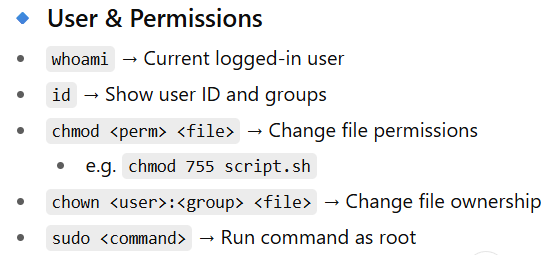 User & Permissions
whoami → Current logged-in user
id → Show user ID and groups
chmod <perm> <file> → Change file permissions
e.g. chmod 755 script.sh
chown <user>:<group> <file> → Change file ownership
sudo <command> → Run command as root